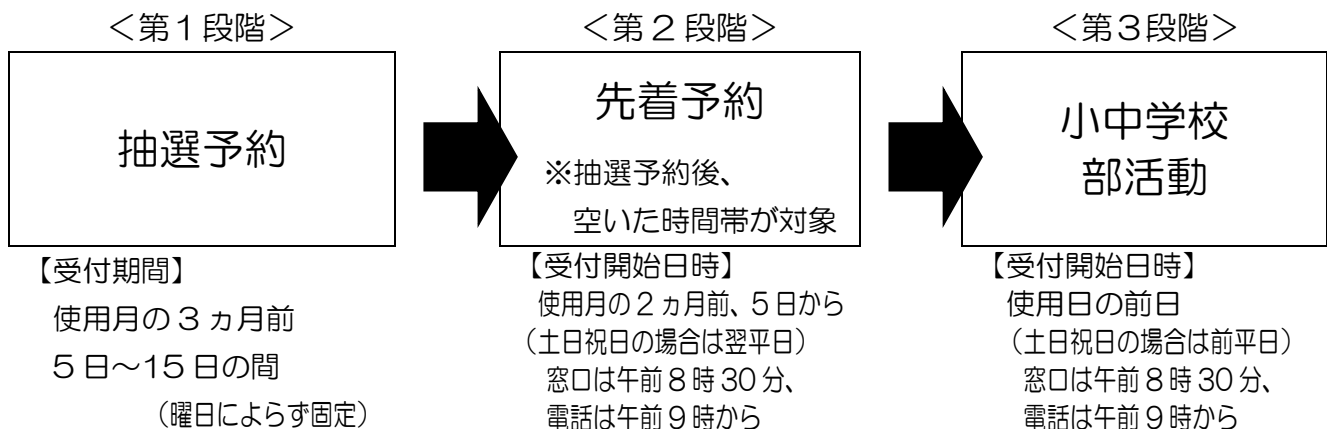 ＜第１段階＞
抽選予約
【受付期間】
使用月の３ヵ月前
５日～15日の間
（曜日によらず固定）
＜第２段階＞
先着予約
※抽選予約後、
空いた時間帯が対象
【受付開始日時】
使用月の２ヵ月前、５日から
（土日祝日の場合は翌平日）
窓口は午前８時30分、
電話は午前９時から
＜第３段階＞
小中学校
部活動
【受付開始日時】
使用日の前日
（土日祝日の場合は前平日）
窓口は午前８時30分、
電話は午前９時から